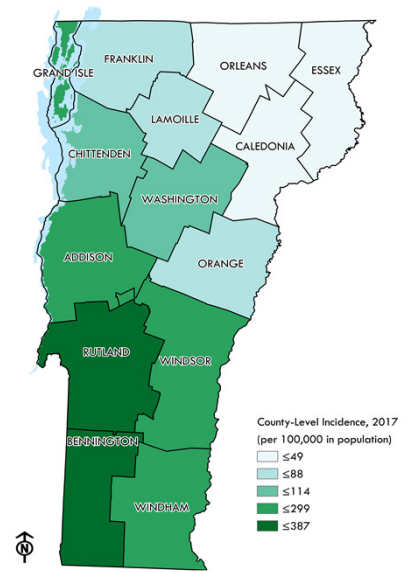 FRANKLIN
ORLEANS
ESSEX
GRAND ISLE
LAMOILLE
CALEDONIA
CHITTENDEN
WASHINGTON
ADDISON
ORANGE
RUTLAND
WINDSOR
BENNINGTON
WINDHAM
County-Level Incidence, 2017
(per 100,000 in population)
≤49
≤88
≤114
≤299
≤387
N